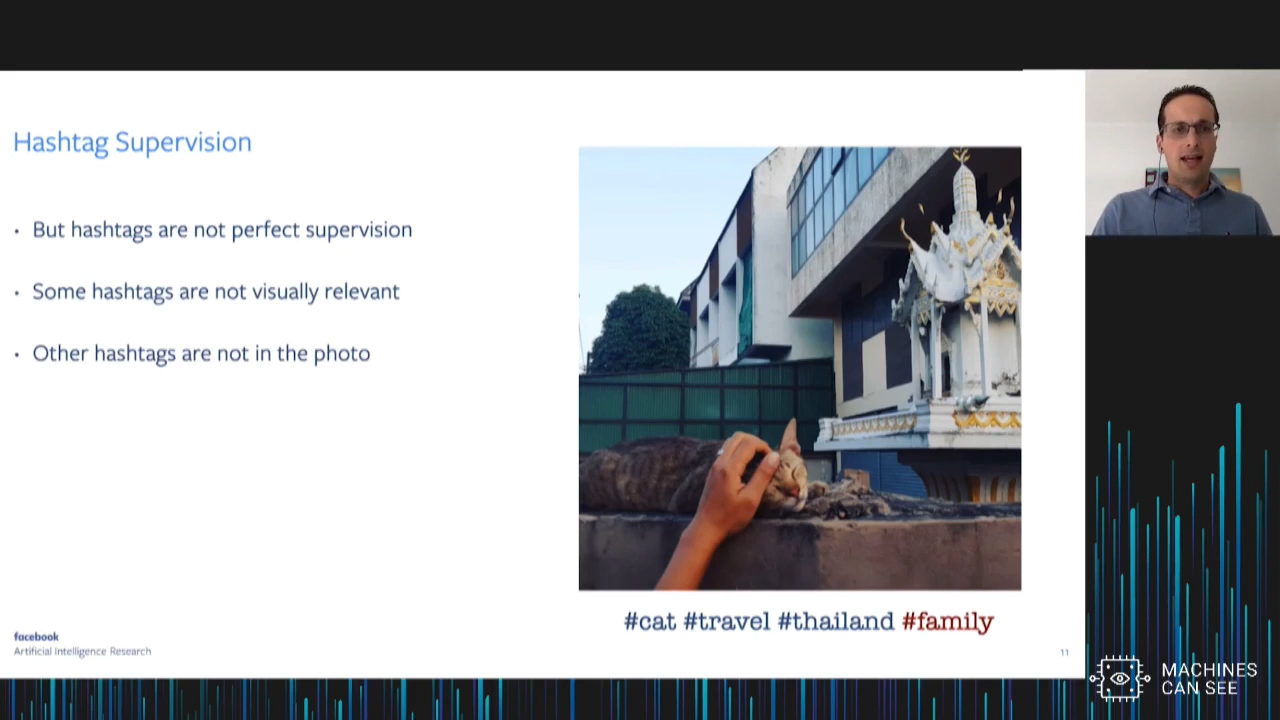 Hashtag Supervision
• But hashtags are not perfect supervision
• Some hashtags are not visually relevant
• Other hashtags are not in the photo
#cat #travel #thailand #family
facebook
Artificial Intelligence Research
11
MACHINES
CAN SEE